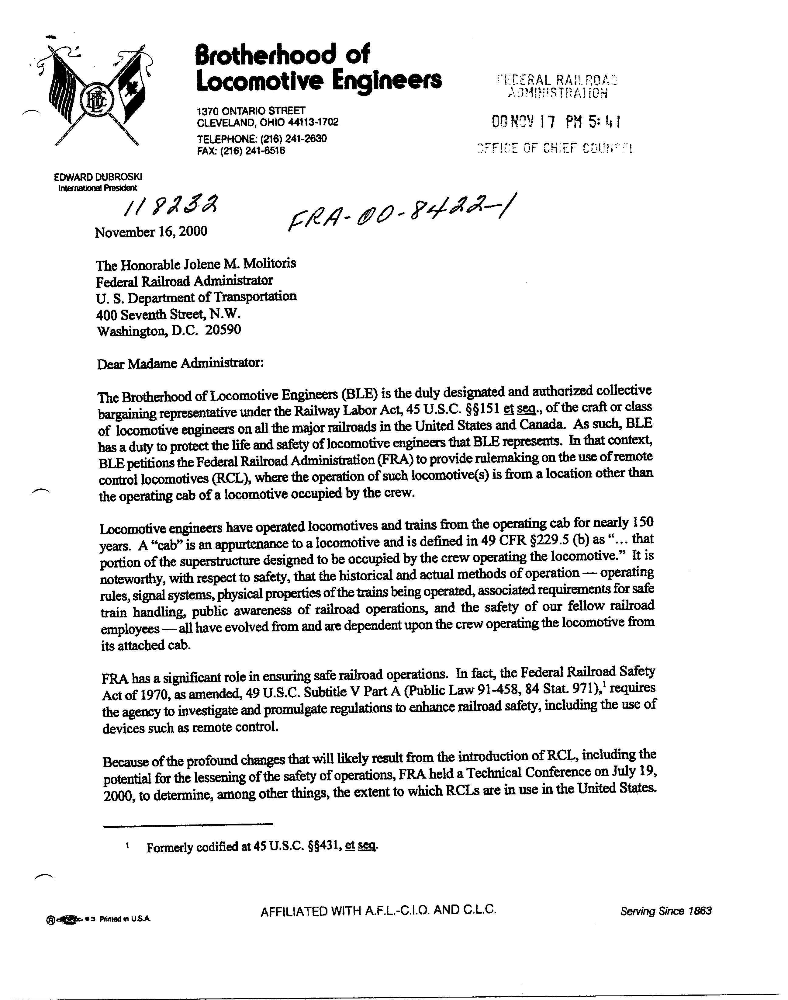 Brotherhood of
Locomotive Engineers
1370 ONTARIO STREET
CLEVELAND, OHIO 44113-1702
TELEPHONE: (216) 241-2630
FAX: (216) 241-6516
FEDERAL RAILROAD
ADMINISTRATION
00 NOV 17 PM 5:41
OFFICE OF CHIEF COUNSEL
EDWARD DUBROSKI
International President
118232
FRA-00-8422-1
November 16, 2000
The Honorable Jolene M. Molitoris
Federal Railroad Administrator
U. S. Department of Transportation
400 Seventh Street, N.W.
Washington, D.C. 20590
Dear Madame Administrator:
The Brotherhood of Locomotive Engineers (BLE) is the duly designated and authorized collective
bargaining representative under the Railway Labor Act, 45 U.S.C. §§151 et seq., of the craft or class
of locomotive engineers on all the major railroads in the United States and Canada. As such, BLE
has a duty to protect the life and safety of locomotive engineers that BLE represents. In that context,
BLE petitions the Federal Railroad Administration (FRA) to provide rulemaking on the use of remote
control locomotives (RCL), where the operation of such locomotive(s) is from a location other than
the operating cab of a locomotive occupied by the crew.
Locomotive engineers have operated locomotives and trains from the operating cab for nearly 150
years. A “cab” is an appurtenance to a locomotive and is defined in 49 CFR §229.5 (b) as “... that
portion of the superstructure designed to be occupied by the crew operating the locomotive.” It is
noteworthy, with respect to safety, that the historical and actual methods of operation — operating
rules, signal systems, physical properties of the trains being operated, associated requirements for safe
train handling, public awareness of railroad operations, and the safety of our fellow railroad
employees — all have evolved from and are dependent upon the crew operating the locomotive from
its attached cab.
FRA has a significant role in ensuring safe railroad operations. In fact, the Federal Railroad Safety
Act of 1970, as amended, 49 U.S.C. Subtitle V Part A (Public Law 91-458, 84 Stat. 971),¹ requires
the agency to investigate and promulgate regulations to enhance railroad safety, including the use of
devices such as remote control.
Because of the profound changes that will likely result from the introduction of RCL, including the
potential for the lessening of the safety of operations, FRA held a Technical Conference on July 19,
2000, to determine, among other things, the extent to which RCLs are in use in the United States.
¹ Formerly codified at 45 U.S.C. §§431, et seq.
® 93 Printed in U.S.A.
AFFILIATED WITH A.F.L.-C.I.O. AND C.L.C.
Serving Since 1863